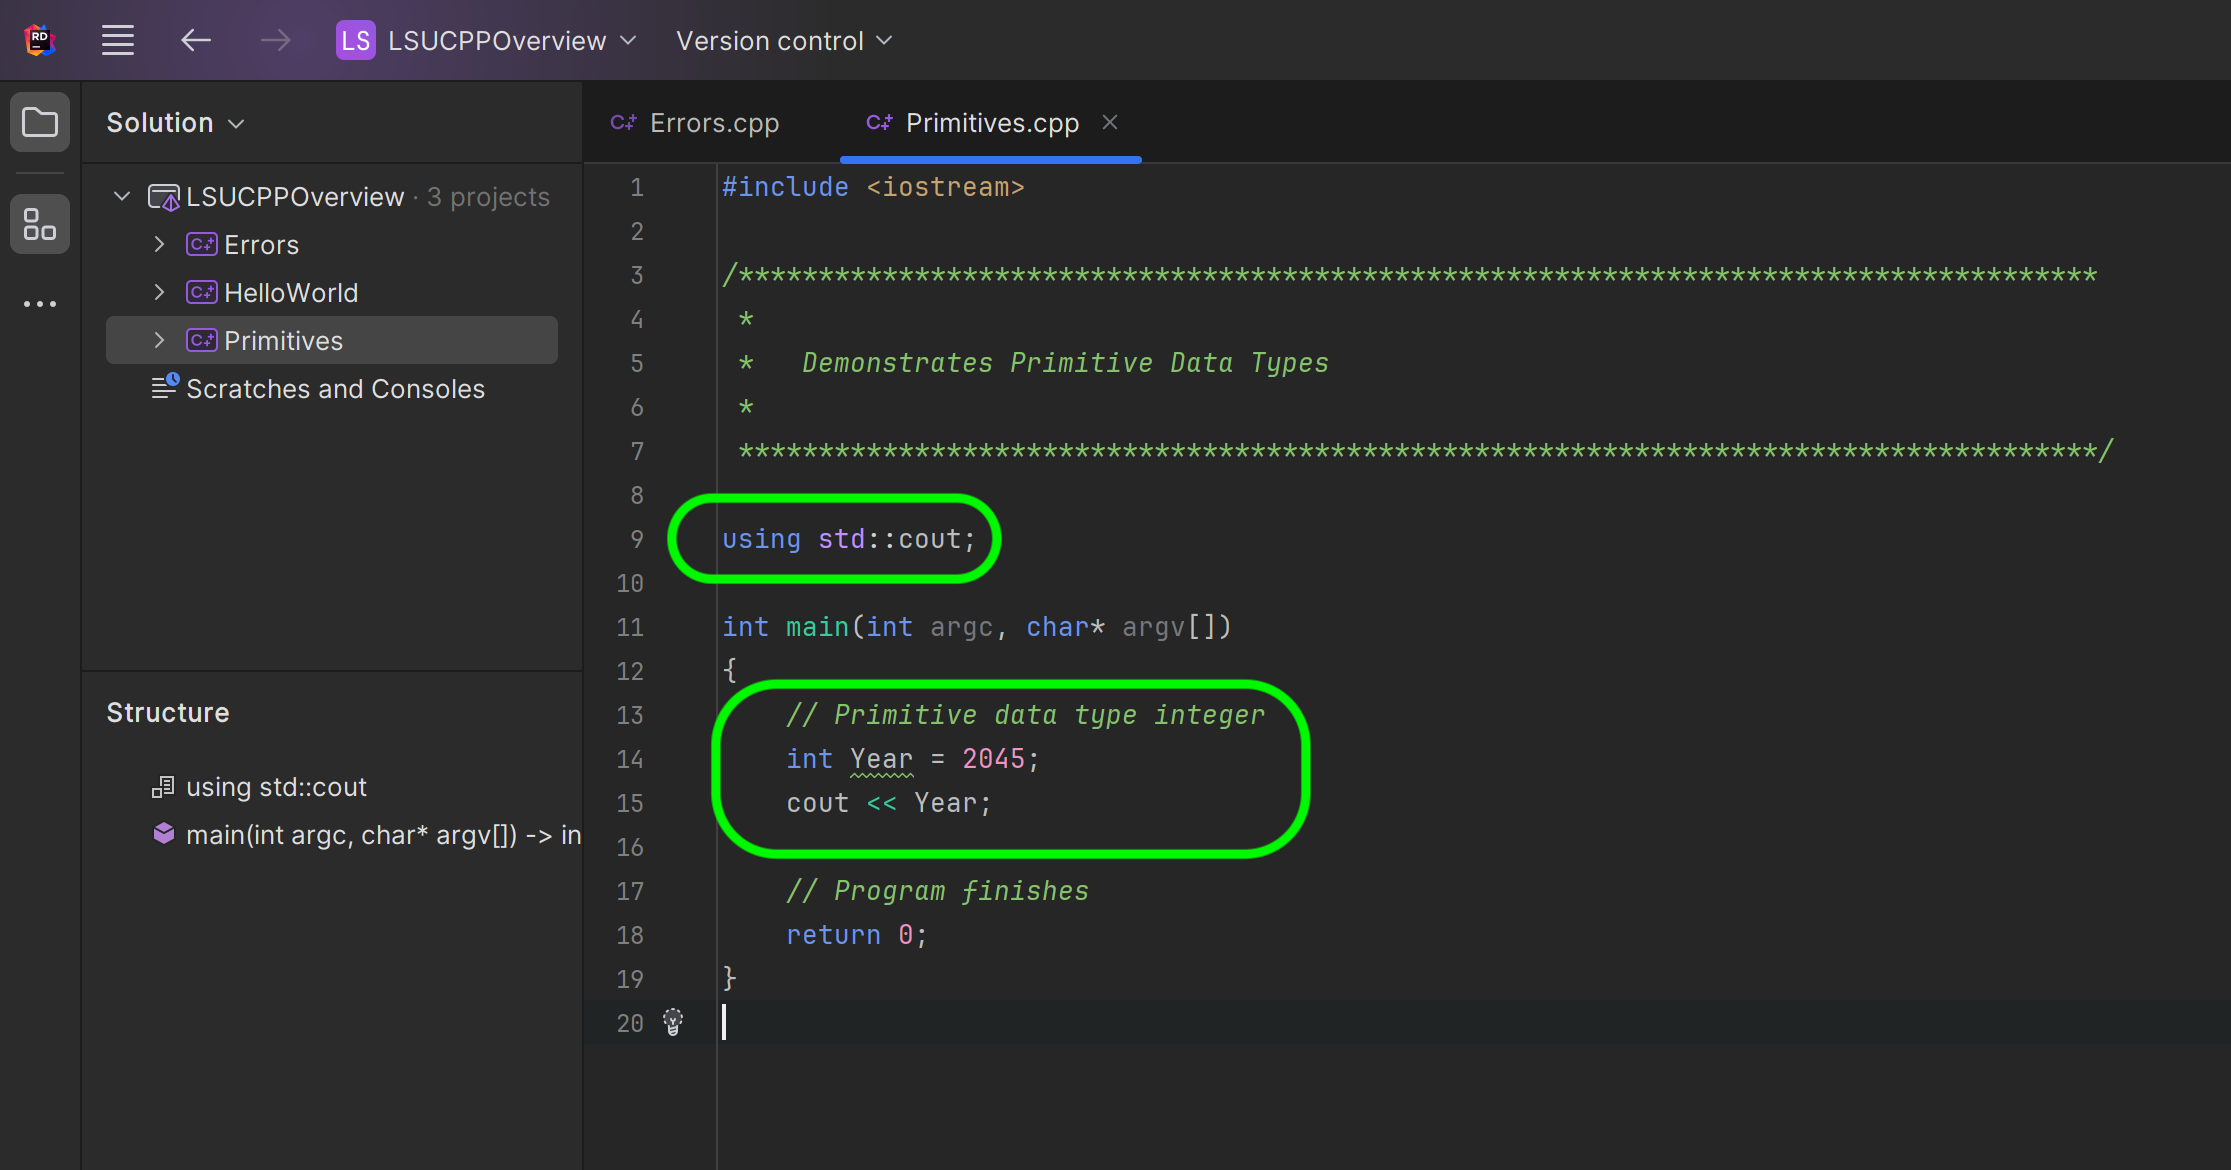 RD
LS LSUCPPOverview Version control
Solution
LSUCPPOverview · 3 projects
C++ Errors
C++ HelloWorld
C++ Primitives
Scratches and Consoles
Structure
using std::cout
main(int argc, char* argv[]) -> in
C++ Errors.cpp C++ Primitives.cpp
1 #include <iostream>
2
3 /*************************************************************************************
4 *
5 * Demonstrates Primitive Data Types
6 *
7 *************************************************************************************/
8
9 using std::cout;
10
11 int main(int argc, char* argv[])
12 {
13 // Primitive data type integer
14 int Year = 2045;
15 cout << Year;
16
17 // Program finishes
18 return 0;
19 }
20